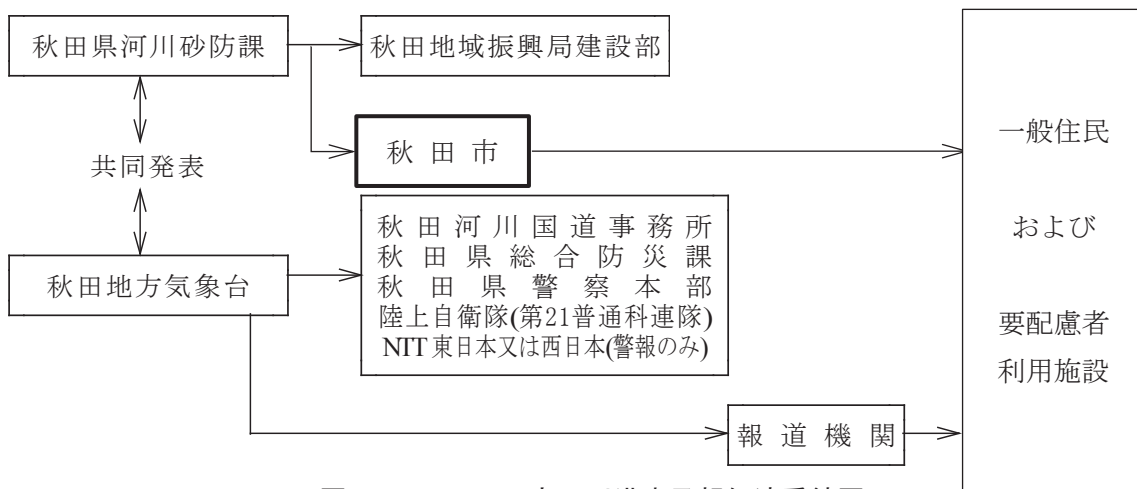 秋田県河川砂防課
秋田地域振興局建設部
秋田市
共同発表
秋田河川国道事務所
秋田県総合防災課
秋田県警察本部
陸上自衛隊(第21普通科連隊)
NTT東日本又は西日本(警報のみ)
秋田地方気象台
報道機関
一般住民
および
要配慮者
利用施設